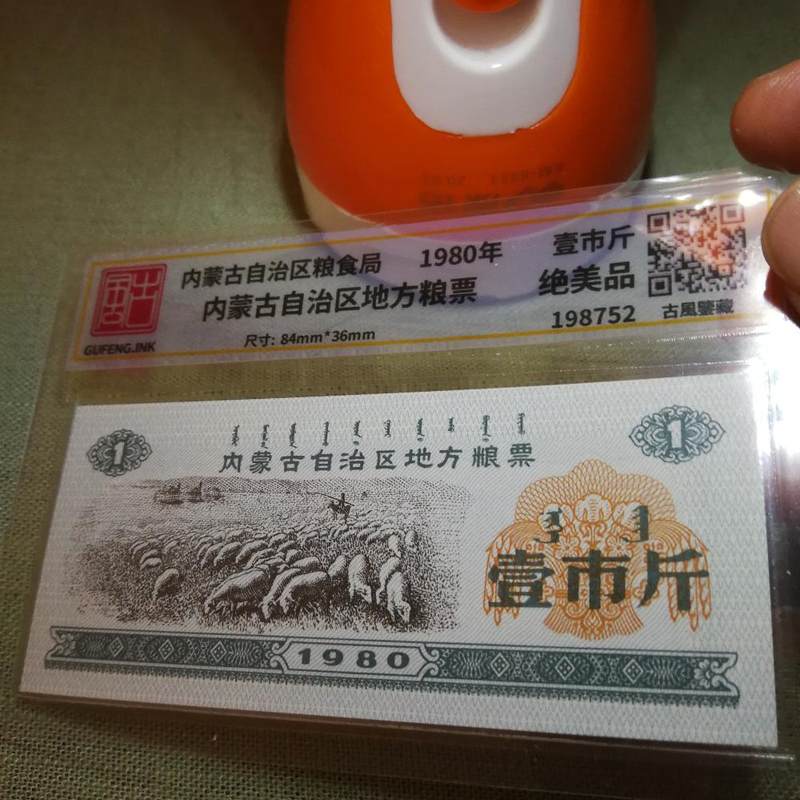 内蒙古自治区粮食局 1980年 壹市斤
内蒙古自治区地方粮票 绝美品
尺寸: 84mm*36mm 198752
GUFENG.INK 古風鑒藏
1 1
内蒙古自治区地方粮票
壹市斤
1980